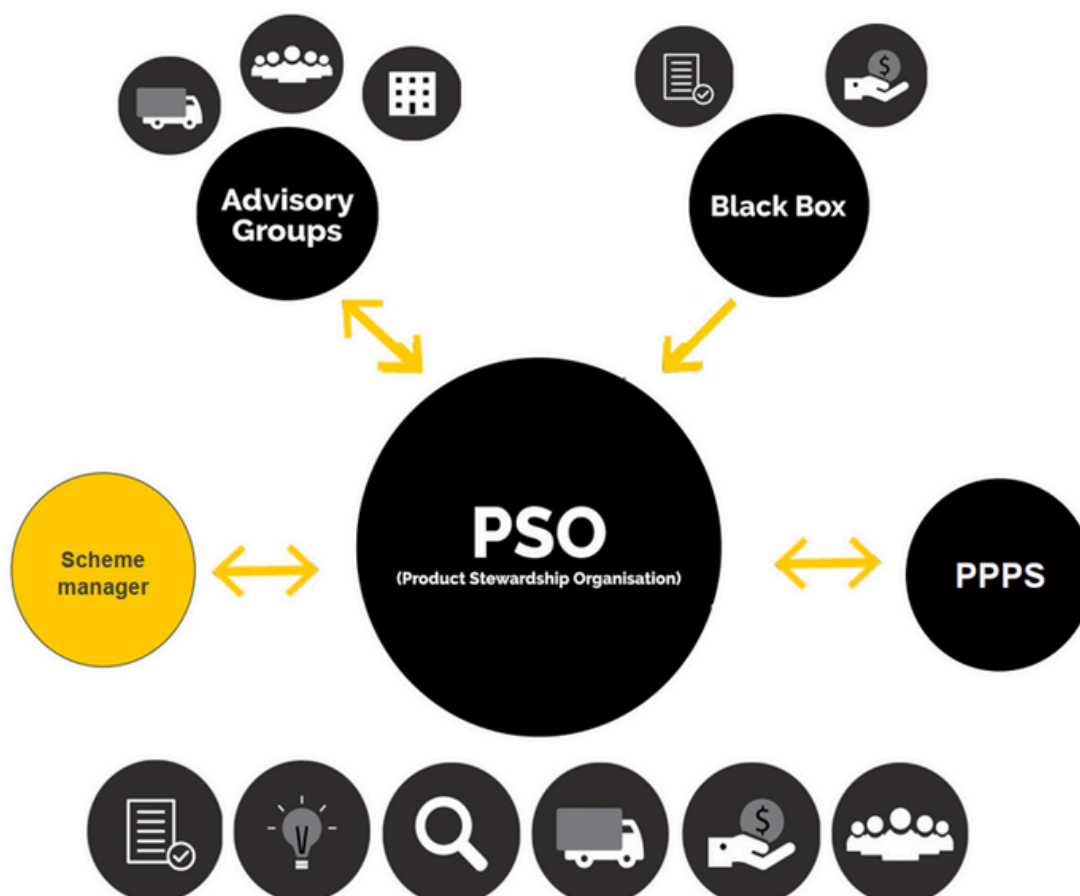 Advisory
Groups
Black Box
PSO
(Product Stewardship Organisation)
Scheme
manager
PPPS
$
$